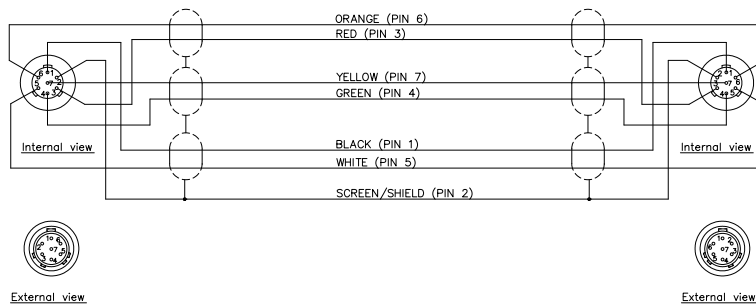 ORANGE (PIN 6)
RED (PIN 3)
YELLOW (PIN 7)
GREEN (PIN 4)
BLACK (PIN 1)
Internal view
Internal view
WHITE (PIN 5)
SCREEN/SHIELD (PIN 2)
External view
External view